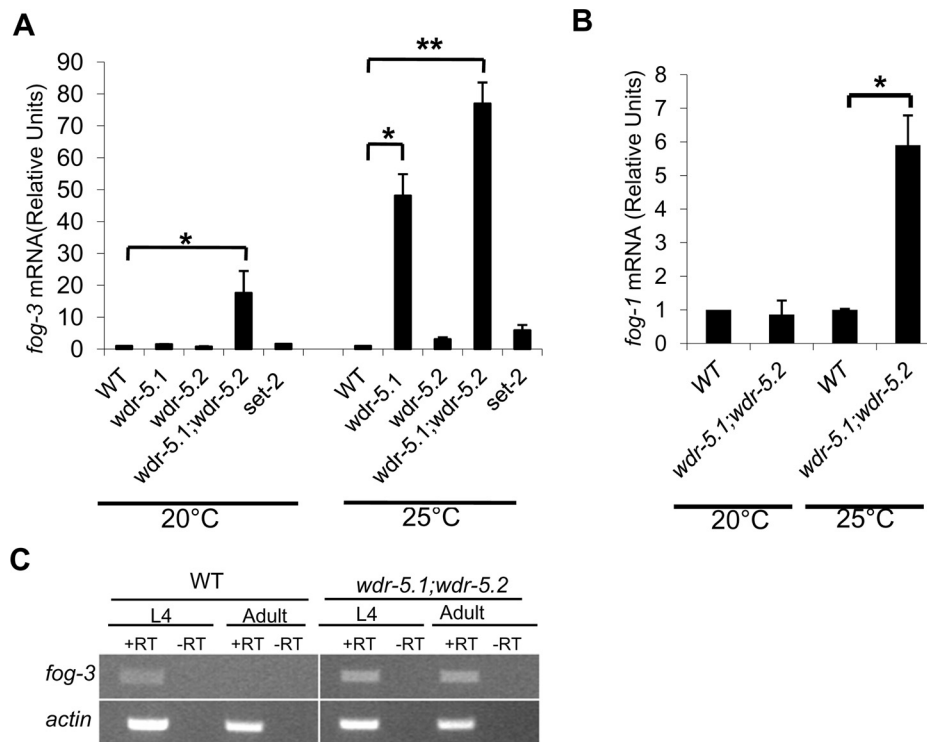 A
fog-3 mRNA(Relative Units)
90
80
70
60
50
40
30
20
10
0
*
*
**
WT
wdr-5.1
wdr-5.2
wdr-5.1;wdr-5.2
set-2
WT
wdr-5.1
wdr-5.2
wdr-5.1;wdr-5.2
set-2
20°C
25°C
B
fog-1 mRNA (Relative Units)
8
7
6
5
4
3
2
1
0
*
WT
wdr-5.1;wdr-5.2
WT
wdr-5.1;wdr-5.2
20°C
25°C
C
WT
wdr-5.1;wdr-5.2
L4 Adult L4 Adult
+RT -RT +RT -RT +RT -RT +RT -RT
fog-3
actin